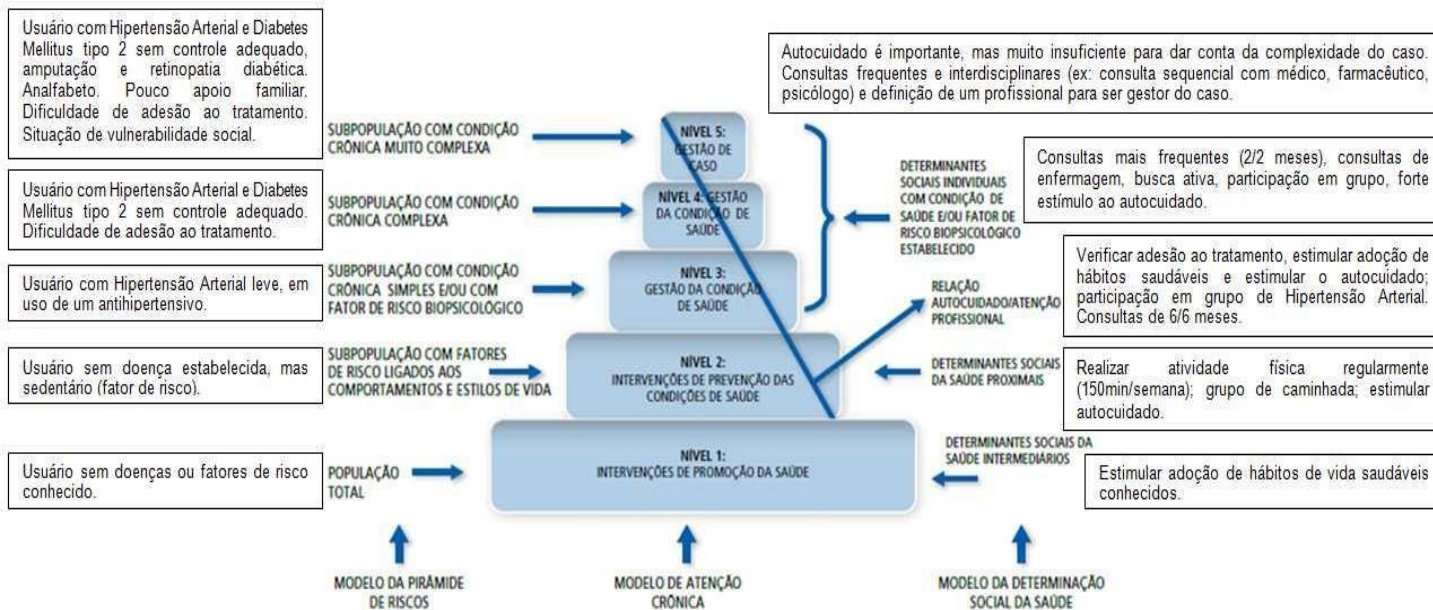 Usuário com Hipertensão Arterial e Diabetes
Mellitus tipo 2 sem controle adequado,
amputação e retinopatia diabética.
Analfabeto. Pouco apoio familiar.
Dificuldade de adesão ao tratamento.
Situação de vulnerabilidade social.
Usuário com Hipertensão Arterial e Diabetes
Mellitus tipo 2 sem controle adequado.
Dificuldade de adesão ao tratamento.
Usuário com Hipertensão Arterial leve, em
uso de um antihipertensivo.
Usuário sem doença estabelecida, mas
sedentário (fator de risco).
Usuário sem doenças ou fatores de risco
conhecido.
SUBPOPULAÇÃO COM CONDIÇÃO
CRÔNICA MUITO COMPLEXA
SUBPOPULAÇÃO COM CONDIÇÃO
CRÔNICA COMPLEXA
SUBPOPULAÇÃO COM CONDIÇÃO
CRÔNICA SIMPLES E/OU COM
FATOR DE RISCO BIOPSICOLÓGICO
SUBPOPULAÇÃO COM FATORES
DE RISCO LIGADOS AOS
COMPORTAMENTOS E ESTILOS DE VIDA
POPULAÇÃO
TOTAL
MODELO DA PIRÂMIDE
DE RISCOS
NÍVEL 5:
GESTÃO DE
CASO
NÍVEL 4: GESTÃO
DA CONDIÇÃO DE
SAÚDE
NÍVEL 3:
GESTÃO DA CONDIÇÃO
DE SAÚDE
NÍVEL 2:
INTERVENÇÕES DE PREVENÇÃO DAS
CONDIÇÕES DE SAÚDE
NÍVEL 1:
INTERVENÇÕES DE PROMOÇÃO DA SAÚDE
MODELO DE ATENÇÃO
CRÔNICA
DETERMINANTES
SOCIAIS INDIVIDUAIS
COM CONDIÇÃO DE
SAÚDE E/OU FATOR DE
RISCO BIOPSICOLÓGICO
ESTABELECIDO
RELAÇÃO
AUTOCUIDADO/ATENÇÃO
PROFISSIONAL
DETERMINANTES SOCIAIS
DA SAÚDE PROXIMAIS
DETERMINANTES SOCIAIS DA
SAÚDE INTERMEDIÁRIOS
MODELO DA DETERMINAÇÃO
SOCIAL DA SAÚDE
Autocuidado é importante, mas muito insuficiente para dar conta da complexidade do caso.
Consultas frequentes e interdisciplinares (ex: consulta sequencial com médico, farmacêutico,
psicólogo) e definição de um profissional para ser gestor do caso.
Consultas mais frequentes (2/2 meses), consultas de
enfermagem, busca ativa, participação em grupo, forte
estímulo ao autocuidado.
Verificar adesão ao tratamento, estimular adoção de
hábitos saudáveis e estimular o autocuidado;
participação em grupo de Hipertensão Arterial.
Consultas de 6/6 meses.
Realizar atividade física regularmente
(150min/semana); grupo de caminhada; estimular
autocuidado.
Estimular adoção de hábitos de vida saudáveis
conhecidos.